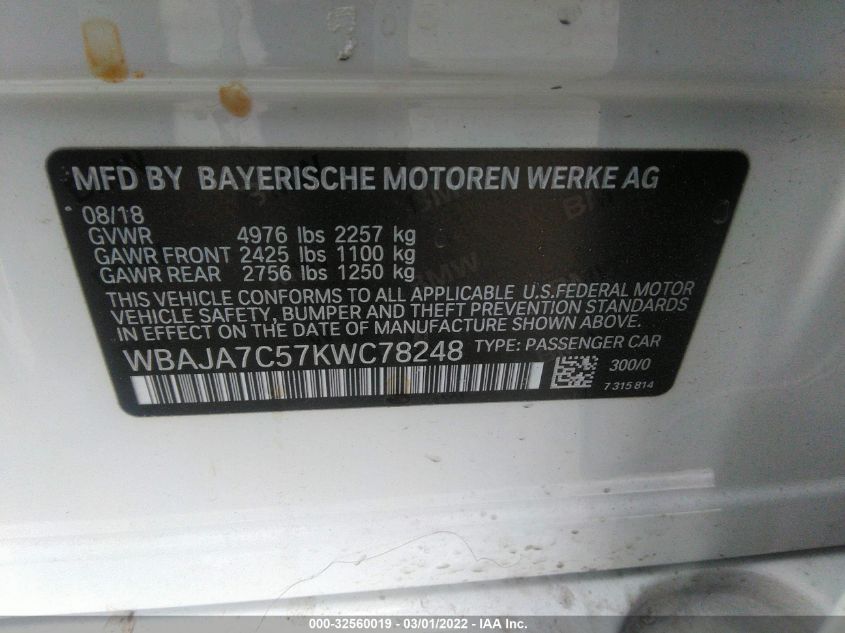 MFD BY BAYERISCHE MOTOREN WERKE AG
08/18
GVWR 4976 lbs 2257 kg
GAWR FRONT 2425 lbs 1100 kg
GAWR REAR 2756 lbs 1250 kg
THIS VEHICLE CONFORMS TO ALL APPLICABLE U.S.FEDERAL MOTOR
VEHICLE SAFETY, BUMPER AND THEFT PREVENTION STANDARDS
IN EFFECT ON THE DATE OF MANUFACTURE SHOWN ABOVE.
WBAJA7C57KWC78248 TYPE: PASSENGER CAR
300/0
7 315 814
000-32560019 - 03/01/2022 - IAA Inc.